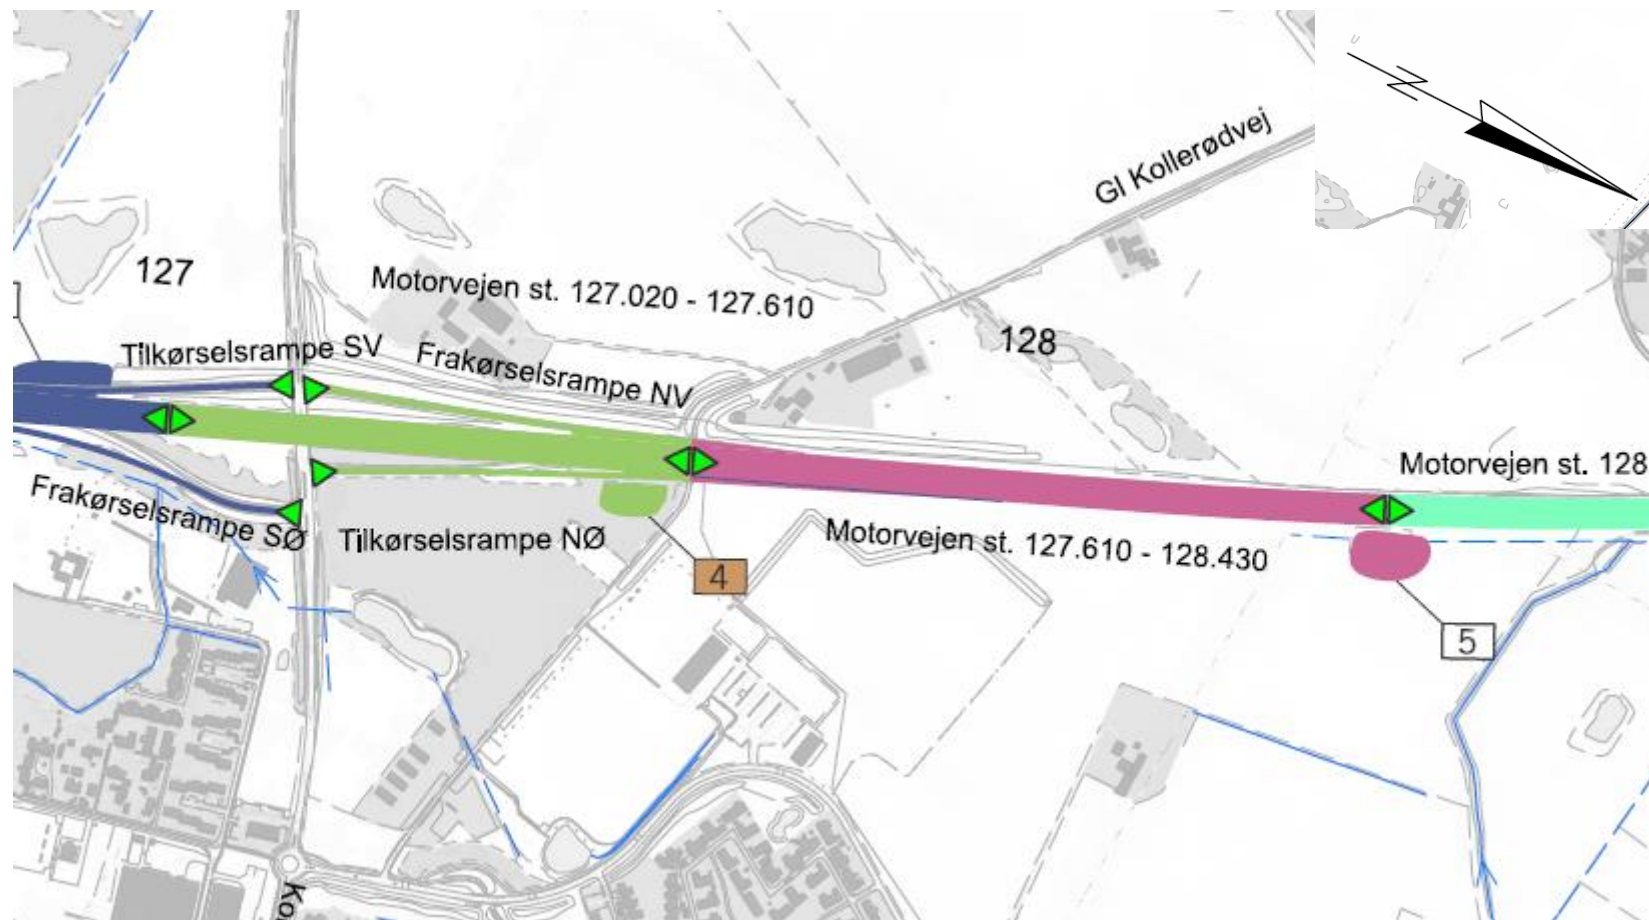 Gl Kollerødvej
127
Motorvejen st. 127.020 - 127.610
128
Tilkørselsrampe SV
Frakørselsrampe NV
Motorvejen st. 128
Frakørselsrampe SØ
Tilkørselsrampe NØ
Motorvejen st. 127.610 - 128.430
4
5